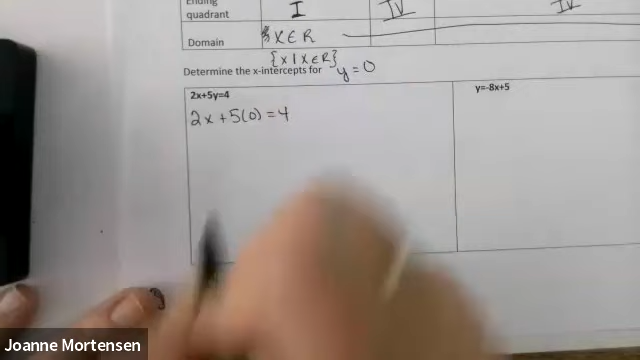 Ending
quadrant I IV IV
Domain X ∈ R
{x | x ∈ R}
Determine the x-intercepts for y = 0
2x+5y=4 y=-8x+5
2x + 5(0) = 4
Joanne Mortensen